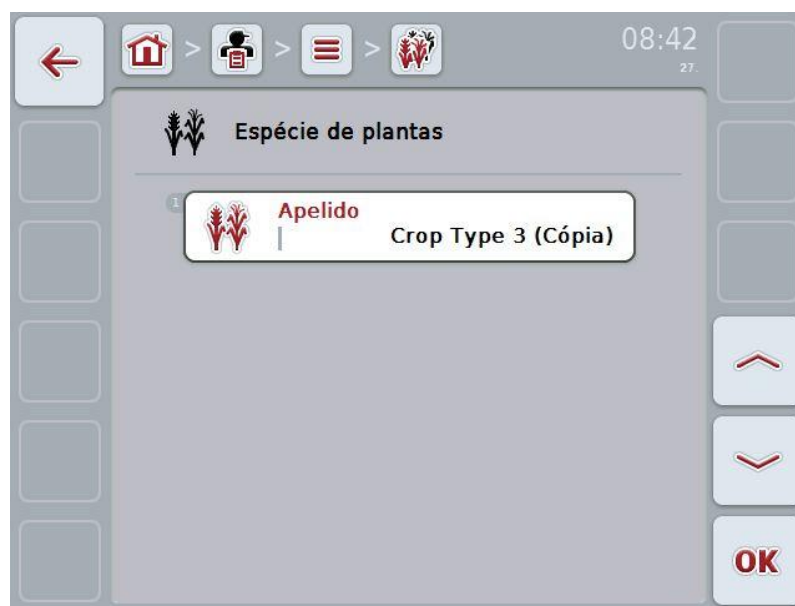 > > >
08:42
27.
Espécie de plantas
1
Apelido
Crop Type 3 (Cópia)
OK